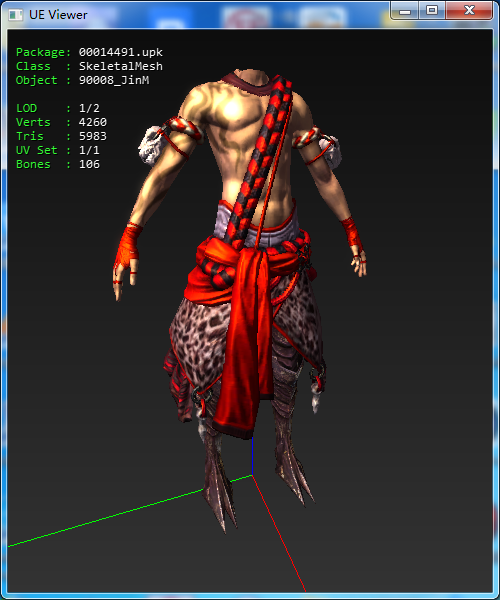 UE Viewer
Package: 00014491.upk
Class  : SkeletalMesh
Object : 90008_JinM
LOD    : 1/2
Verts  : 4260
Tris   : 5983
UV Set : 1/1
Bones  : 106